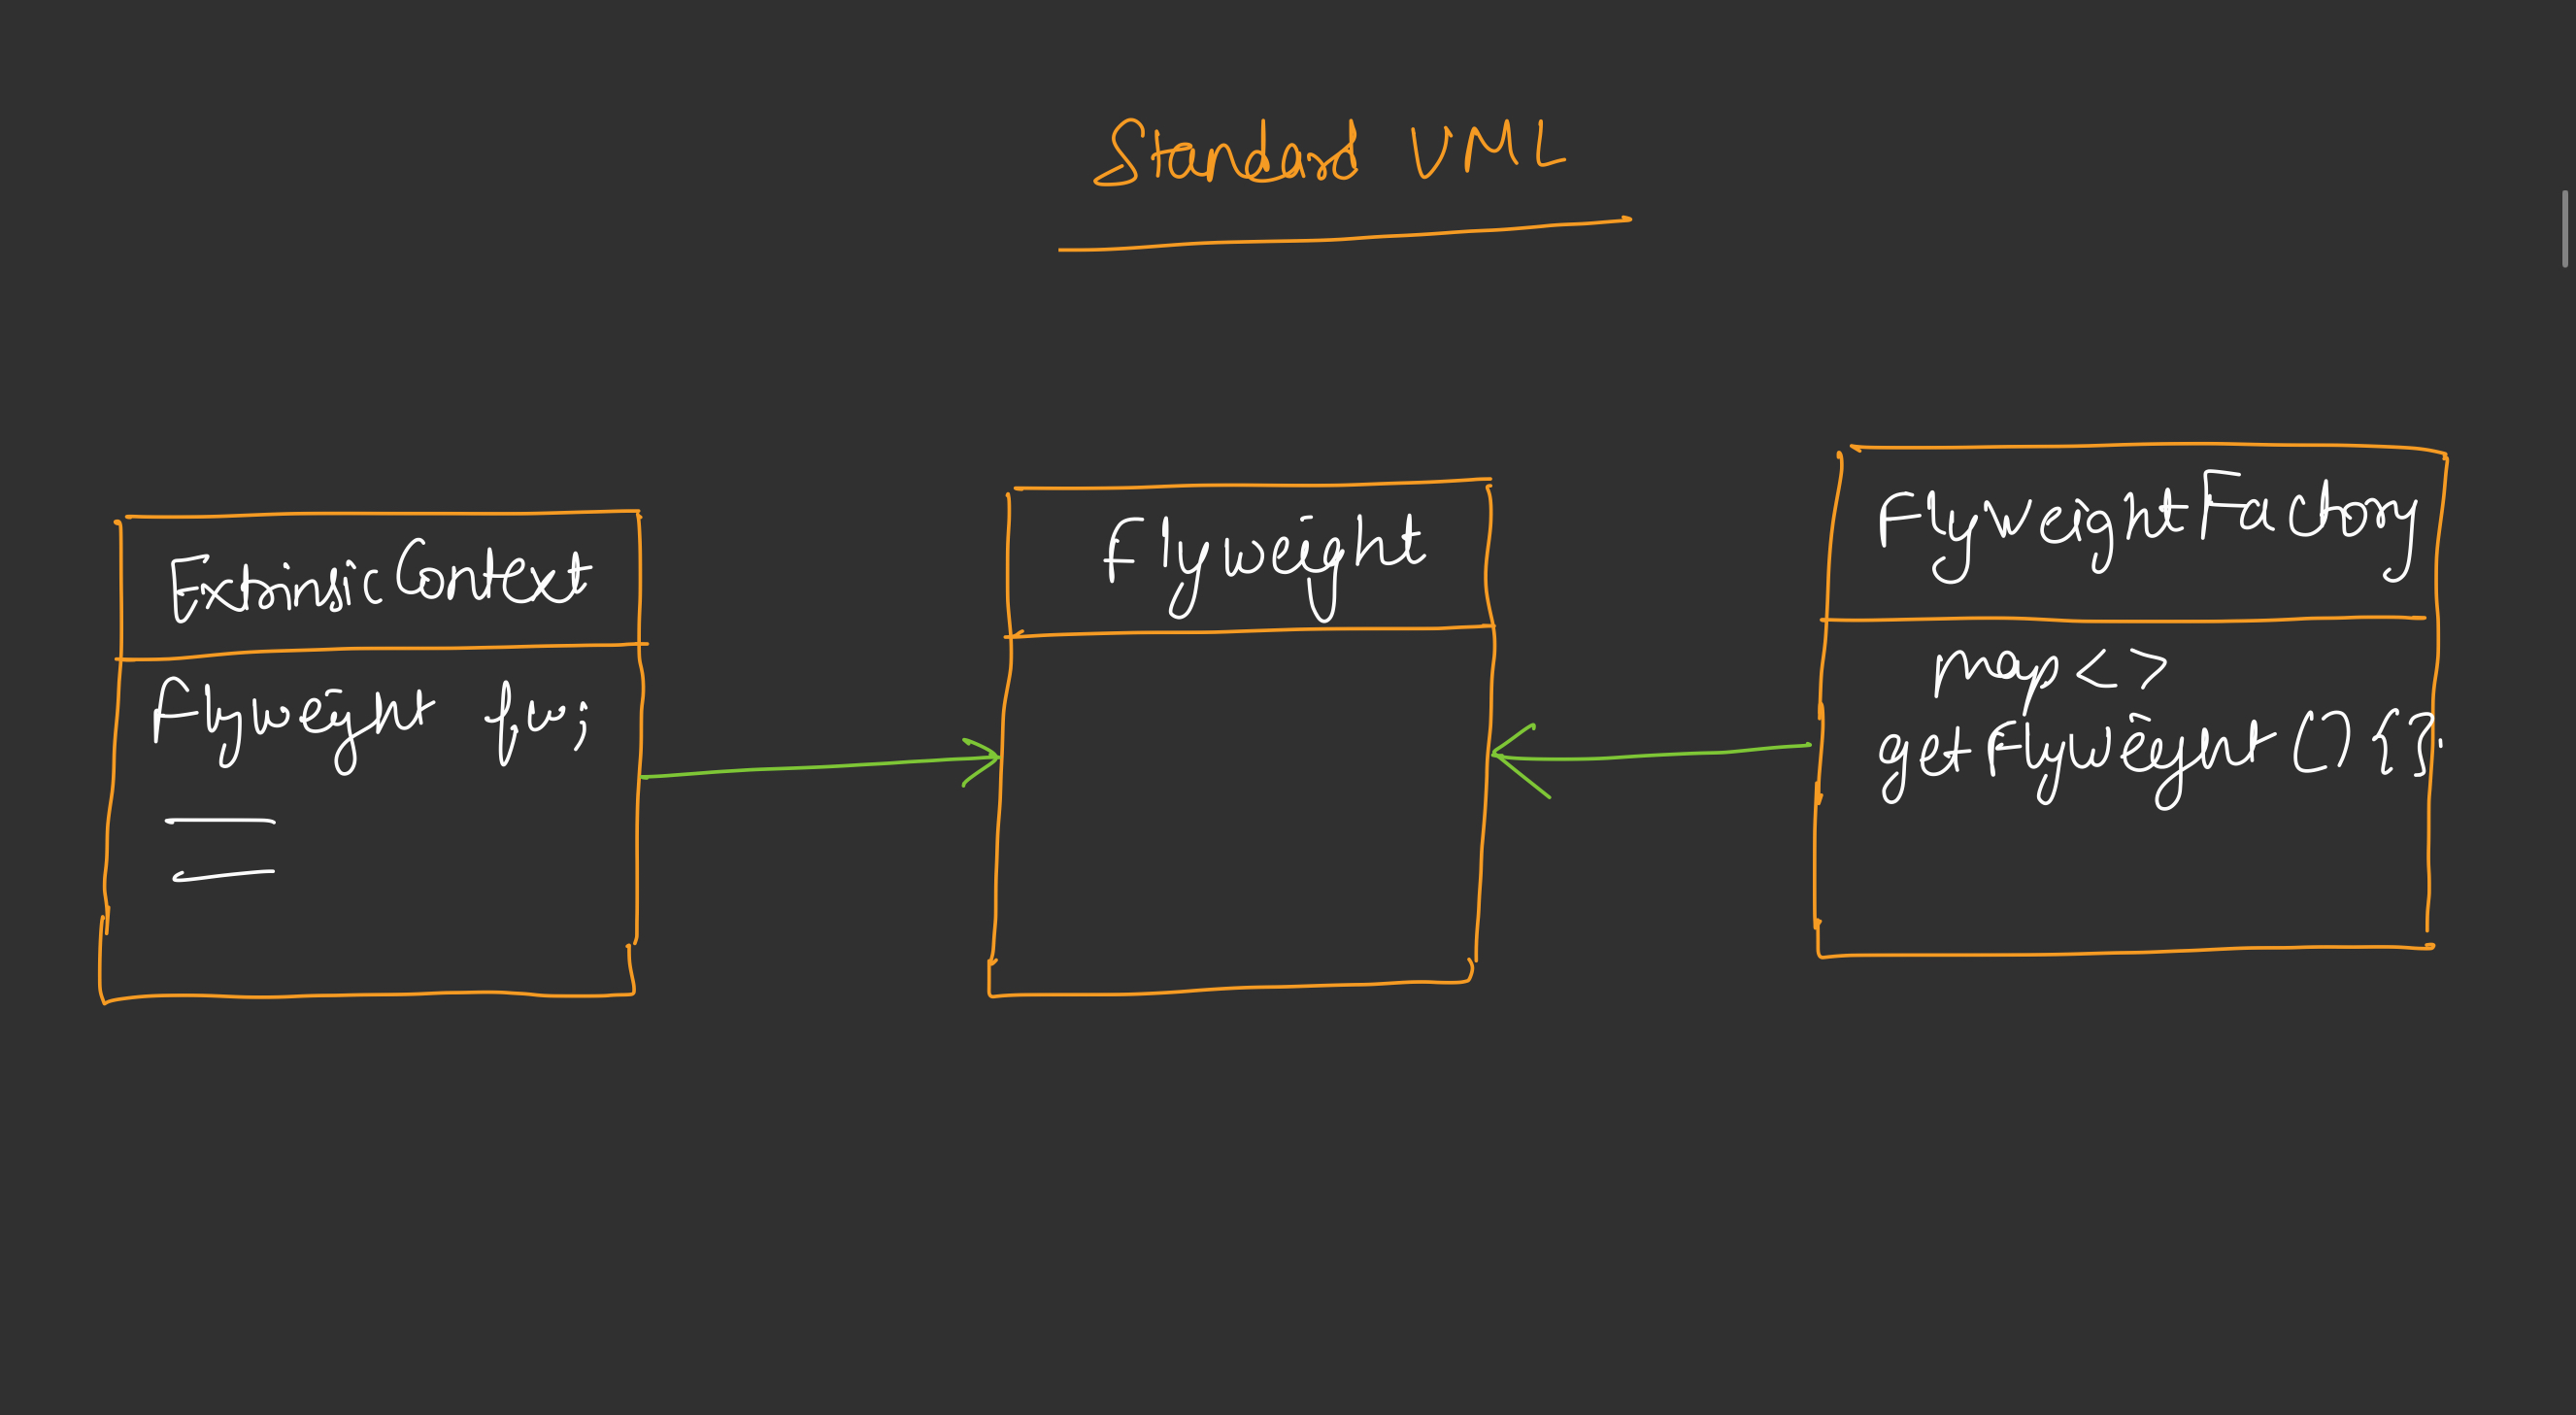 Standard UML
ExtrinsicContext
Flyweight fw;
Flyweight
FlyweightFactory
map<>
getFlyweight(){}